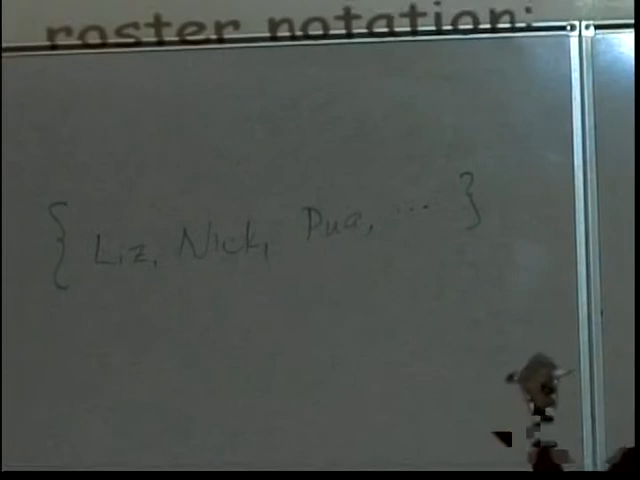 roster notation:
{ Liz, Nick, Pua, ... }